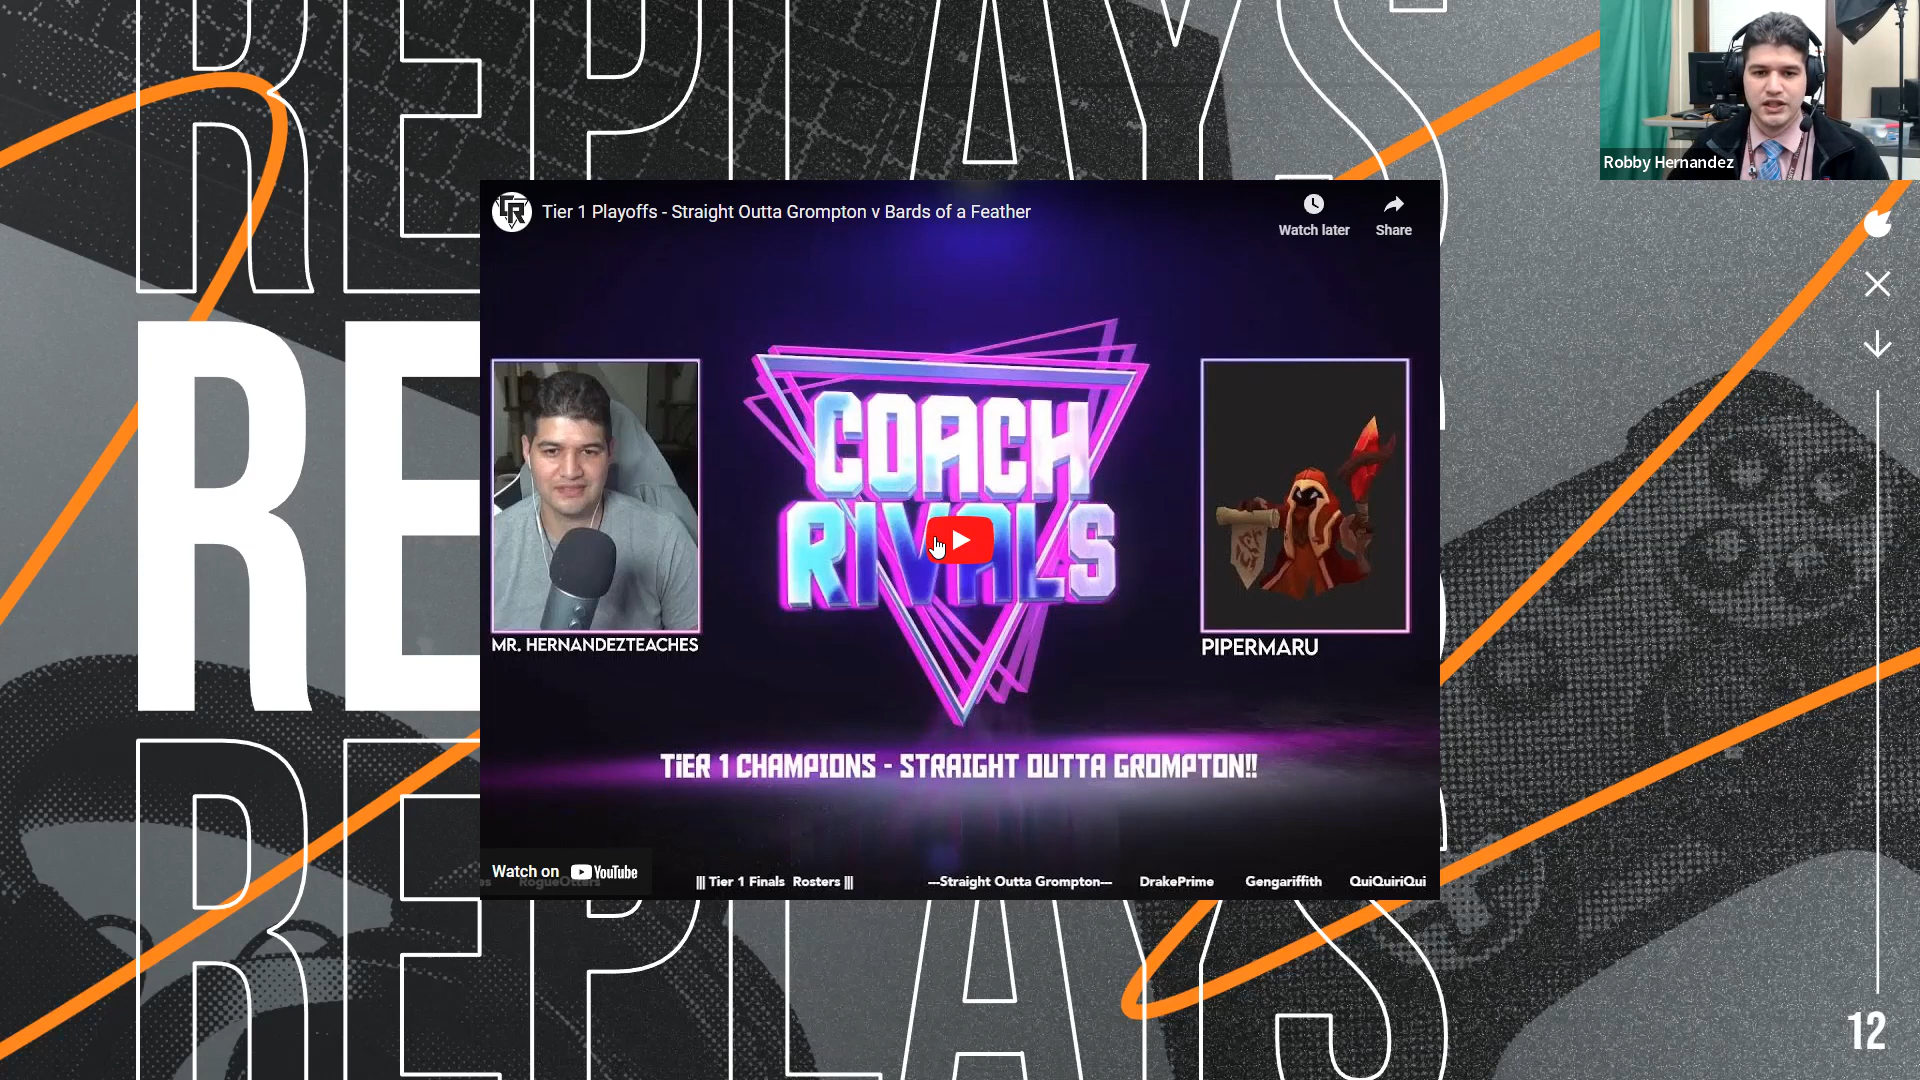 REPLAYS
Robby Hernandez
CR
Tier 1 Playoffs - Straight Outta Grompton v Bards of a Feather
Watch later
Share
RE
COACH
RIVALS
MR. HERNANDEZTEACHES
PIPERMARU
TIER 1 CHAMPIONS - STRAIGHT OUTTA GROMPTON!!
Watch on YouTube
RogueOtters
||| Tier 1 Finals Rosters ||| ---Straight Outta Grompton--- DrakePrime Gengariffith QuiQuiriQui
REPLAYS
12